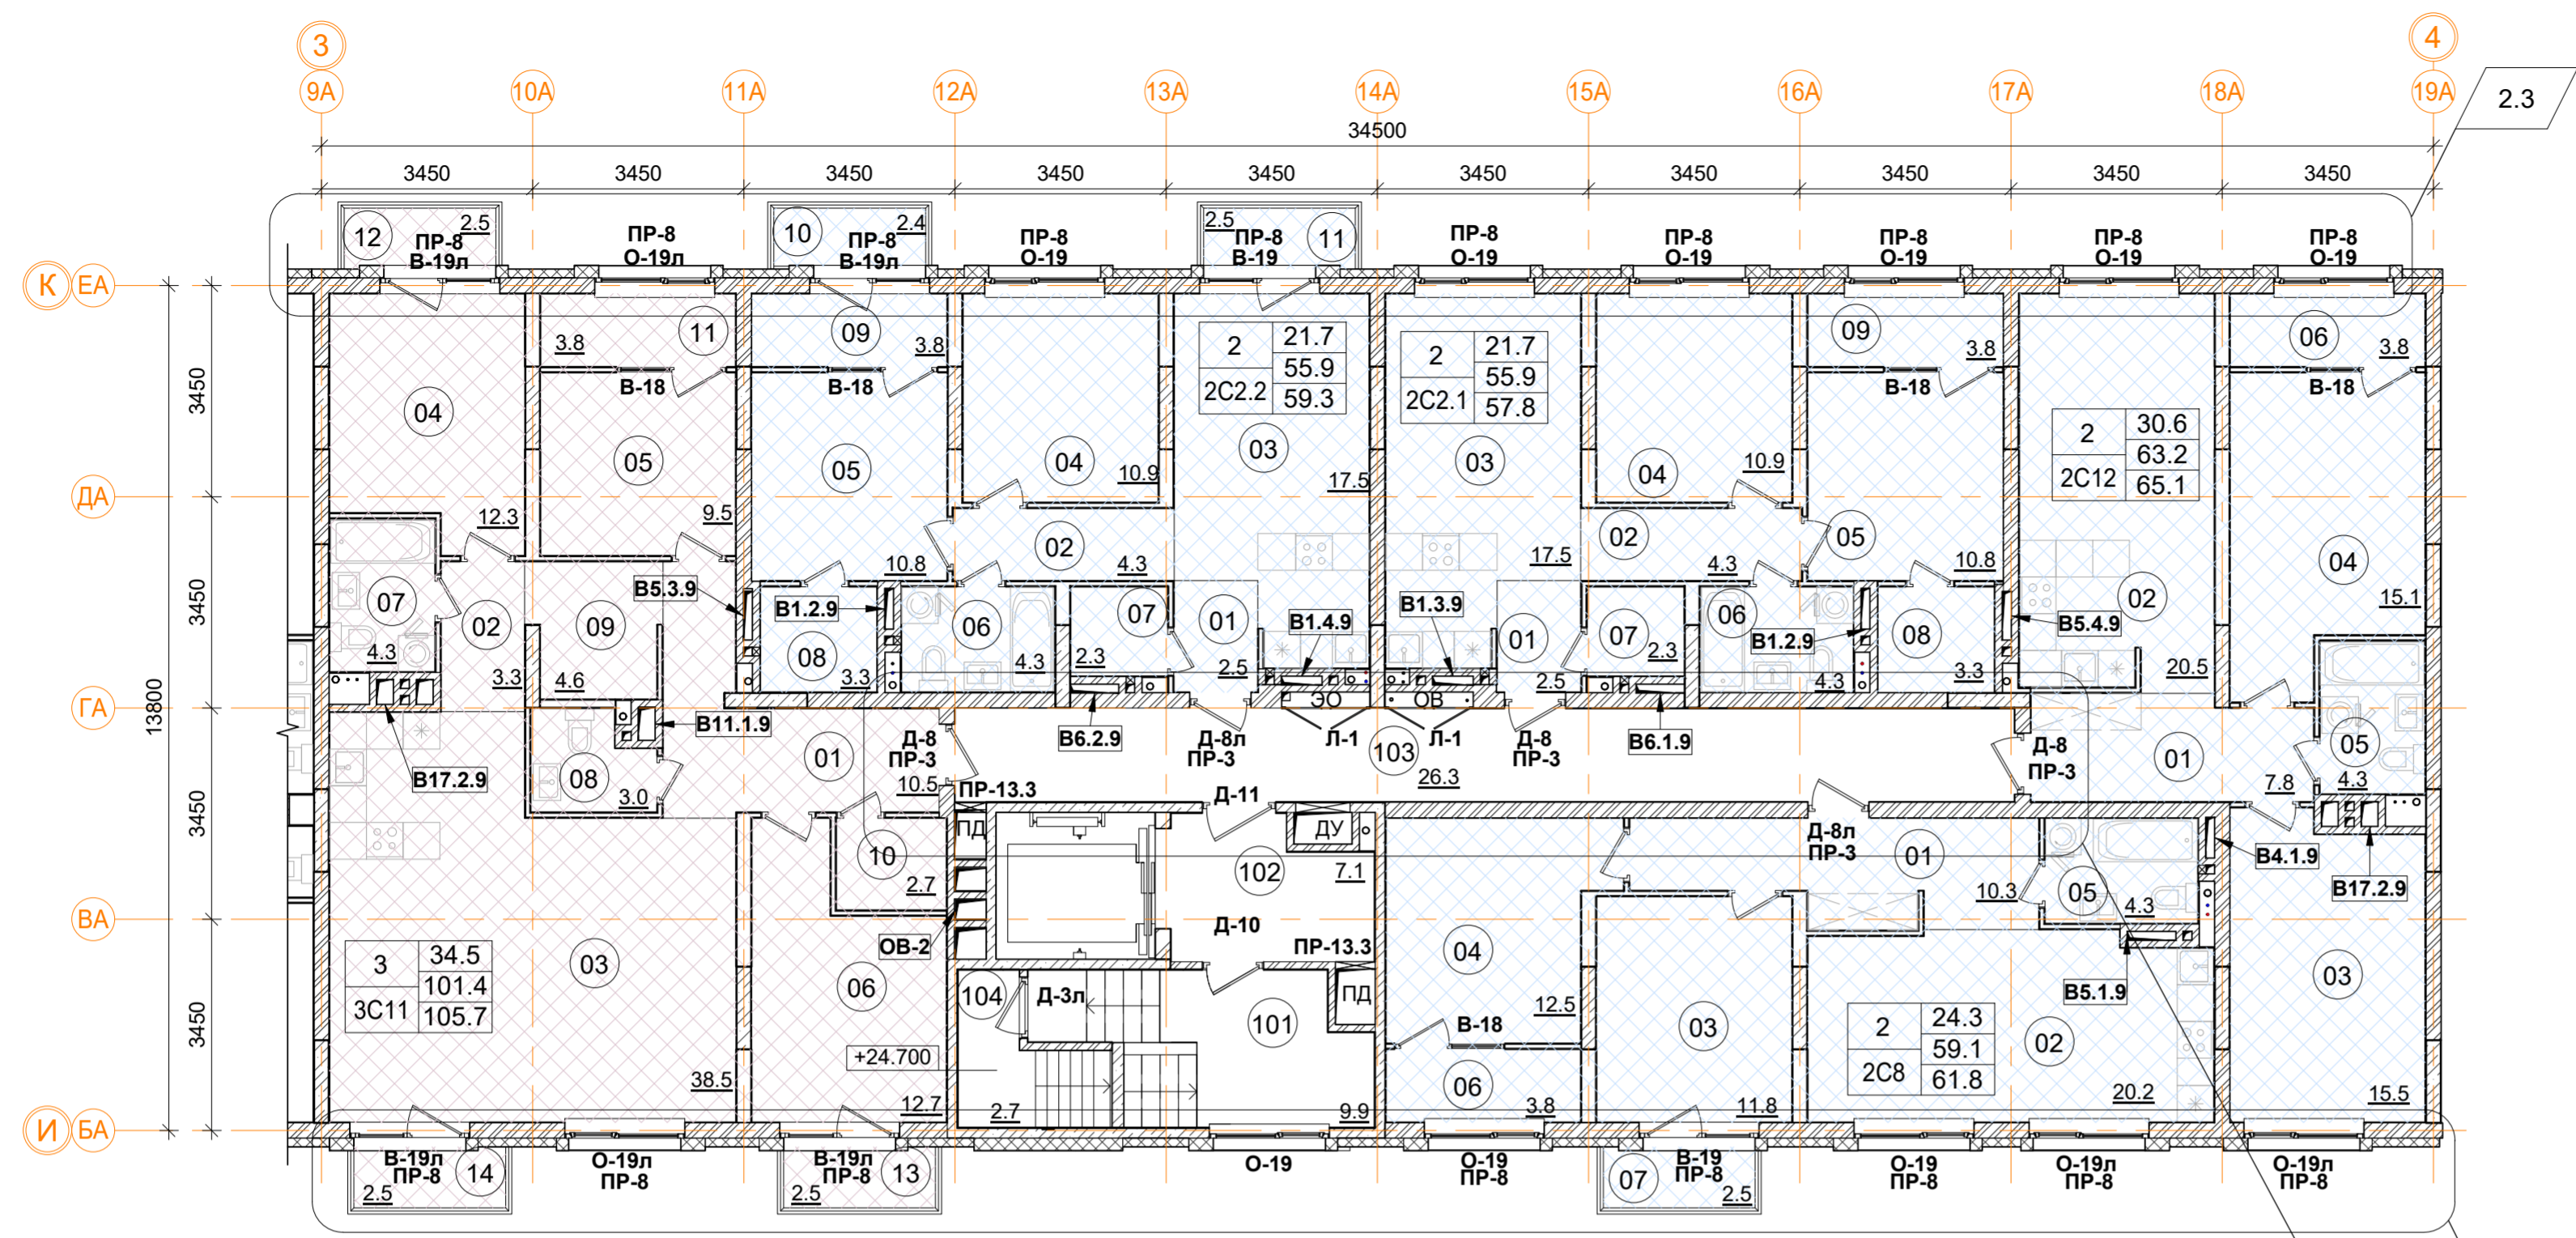 3
4
9А
10А
11А
12А
13А
14А
15А
16А
17А
18А
19А
2.3
34500
3450
3450
3450
3450
3450
3450
3450
3450
3450
3450
12
2.5
ПР-8
В-19л
ПР-8
О-19л
10
2.4
ПР-8
В-19л
ПР-8
О-19
2.5
ПР-8
В-19
11
ПР-8
О-19
ПР-8
О-19
ПР-8
О-19
ПР-8
О-19
ПР-8
О-19
К
ЕА
3.8
11
09
3.8
В-18
В-18
2
21.7
55.9
2С2.2
59.3
2
21.7
55.9
2С2.1
57.8
09
3.8
В-18
06
3.8
В-18
3450
04
05
05
04
10.9
03
17.5
03
04
10.9
2
30.6
63.2
2С12
65.1
ДА
12.3
9.5
02
4.3
10.8
17.5
02
4.3
05
10.8
04
15.1
3450
13800
07
4.3
02
3.3
09
4.6
В5.3.9
В1.2.9
08
3.3
06
4.3
07
2.3
01
2.5
В1.4.9
В1.3.9
01
2.5
07
2.3
06
4.3
В1.2.9
08
3.3
В5.4.9
02
20.5
ГА
В11.1.9
В17.2.9
08
3.0
01
10.5
Д-8
ПР-3
В6.2.9
Д-8л
ПР-3
ЭО
Л-1
103
26.3
ОВ
Л-1
Д-8
ПР-3
В6.1.9
Д-8
ПР-3
01
7.8
05
4.3
3450
ПР-13.3
ПД
Д-11
ДУ
102
7.1
Д-8л
ПР-3
01
10.3
05
4.3
В4.1.9
В17.2.9
10
2.7
ВА
ОВ-2
Д-10
ПР-13.3
ПД
3
34.5
101.4
3С11
105.7
03
38.5
06
12.7
104
Д-3л
101
+24.700
2.7
9.9
04
12.5
В-18
06
3.8
03
11.8
2
24.3
59.1
2С8
61.8
02
20.2
В5.1.9
03
15.5
3450
И
БА
В-19л
ПР-8
14
2.5
О-19л
ПР-8
В-19л
ПР-8
13
2.5
О-19
О-19
ПР-8
07
В-19
ПР-8
2.5
О-19
ПР-8
О-19л
ПР-8
О-19л
ПР-8